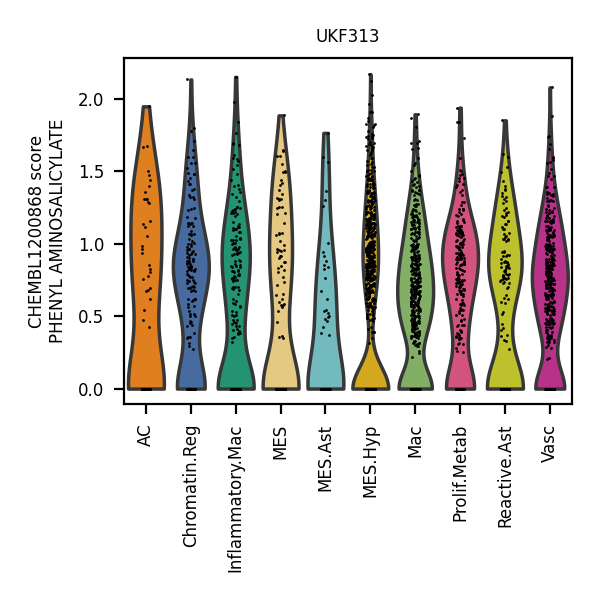 UKF313
CHEMBL1200868 score
PHENYL AMINOSALICYLATE
2.0
1.5
1.0
0.5
0.0
AC
Chromatin.Reg
Inflammatory.Mac
MES
MES.Ast
MES.Hyp
Mac
Prolif.Metab
Reactive.Ast
Vasc